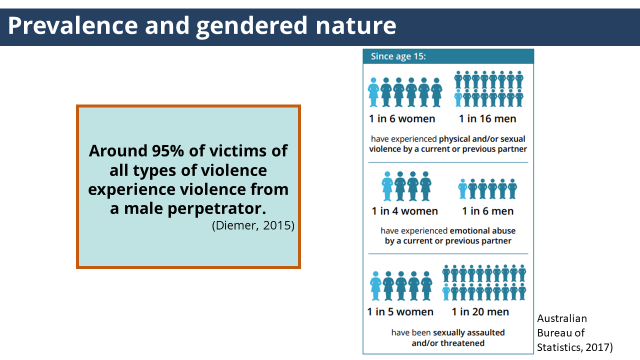 Prevalence and gendered nature
Around 95% of victims of
all types of violence
experience violence from
a male perpetrator.
(Diemer, 2015)
Since age 15:
1 in 6 women
1 in 16 men
have experienced physical and/or sexual
violence by a current or previous partner
1 in 4 women
1 in 6 men
have experienced emotional abuse
by a current or previous partner
1 in 5 women
1 in 20 men
have been sexually assaulted
and/or threatened
Australian
Bureau of
Statistics, 2017)